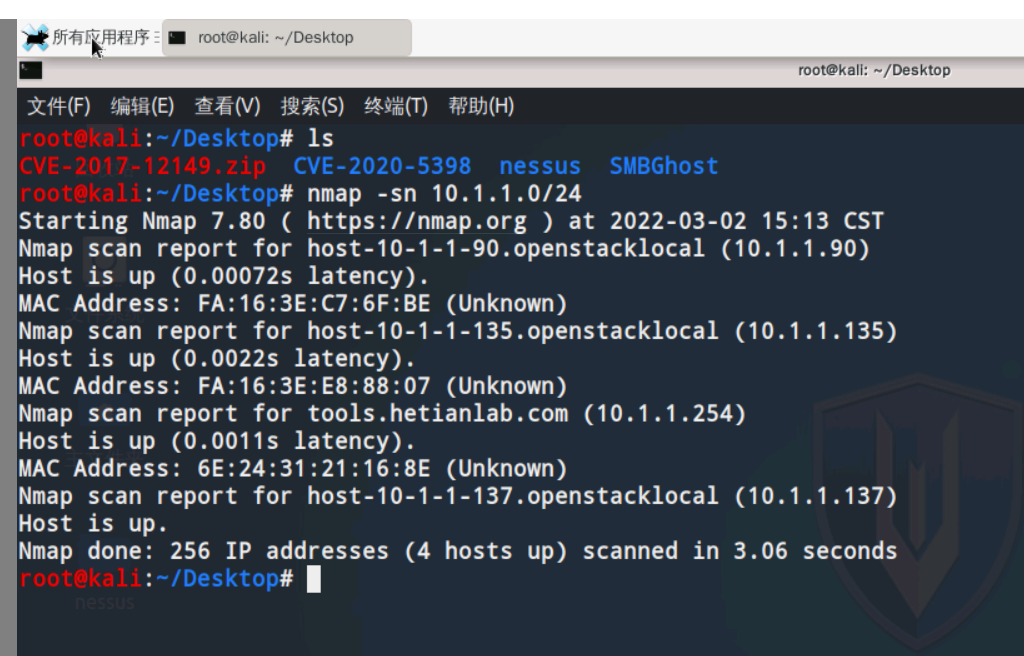 所有应用程序
root@kali: ~/Desktop
root@kali: ~/Desktop
文件(F) 编辑(E) 查看(V) 搜索(S) 终端(T) 帮助(H)
root@kali:~/Desktop# ls
CVE-2017-12149.zip CVE-2020-5398 nessus SMBGhost
root@kali:~/Desktop# nmap -sn 10.1.1.0/24
Starting Nmap 7.80 ( https://nmap.org ) at 2022-03-02 15:13 CST
Nmap scan report for host-10-1-1-90.openstacklocal (10.1.1.90)
Host is up (0.00072s latency).
MAC Address: FA:16:3E:C7:6F:BE (Unknown)
Nmap scan report for host-10-1-1-135.openstacklocal (10.1.1.135)
Host is up (0.0022s latency).
MAC Address: FA:16:3E:E8:88:07 (Unknown)
Nmap scan report for tools.hetianlab.com (10.1.1.254)
Host is up (0.0011s latency).
MAC Address: 6E:24:31:21:16:8E (Unknown)
Nmap scan report for host-10-1-1-137.openstacklocal (10.1.1.137)
Host is up.
Nmap done: 256 IP addresses (4 hosts up) scanned in 3.06 seconds
root@kali:~/Desktop#
nessus